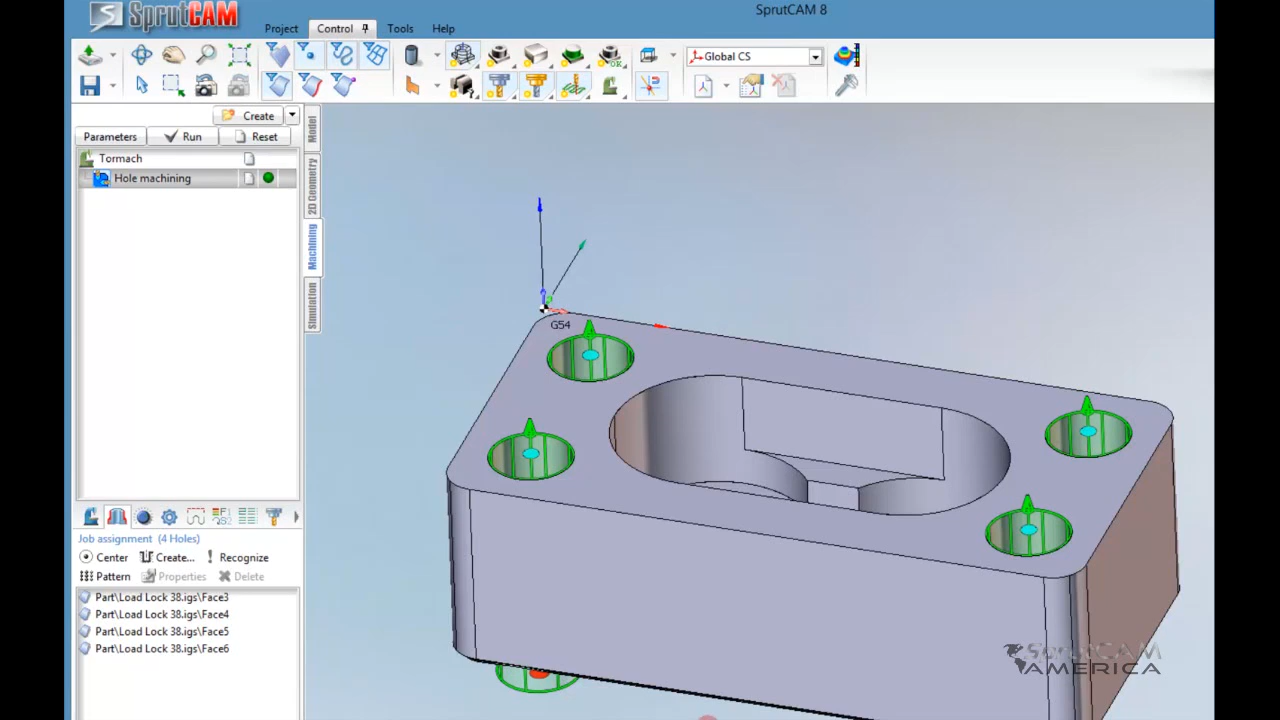 SprutCAM 8
SprutCAM
Project Control Tools Help
Global CS
Create
Parameters Run Reset
Tormach
Hole machining
Model
2D Geometry
Machining
Simulation
G54
Job assignment (4 Holes)
Center Create... Recognize
Pattern Properties Delete
Part\Load Lock 38.igs\Face3
Part\Load Lock 38.igs\Face4
Part\Load Lock 38.igs\Face5
Part\Load Lock 38.igs\Face6
SprutCAM
AMERICA